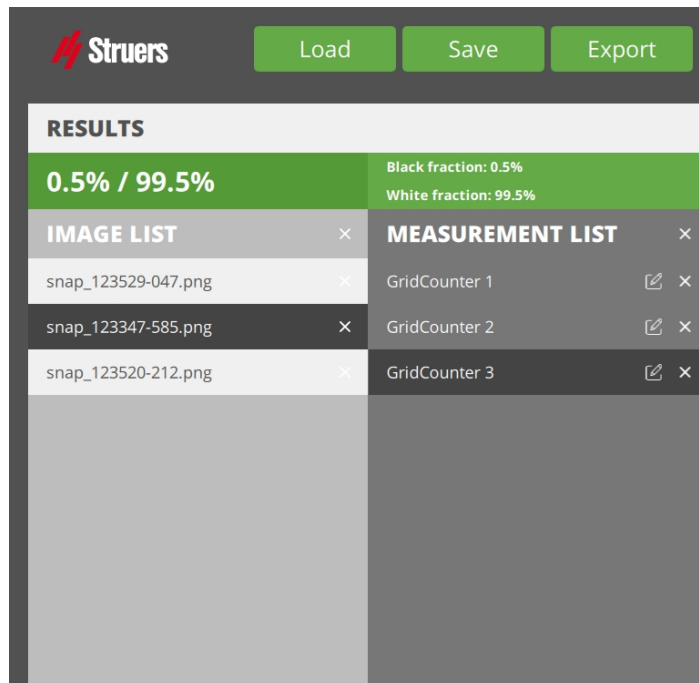 Struers
Load
Save
Export
RESULTS
0.5% / 99.5%
Black fraction: 0.5%
White fraction: 99.5%
IMAGE LIST
MEASUREMENT LIST
snap_123529-047.png
GridCounter 1
snap_123347-585.png
GridCounter 2
snap_123520-212.png
GridCounter 3